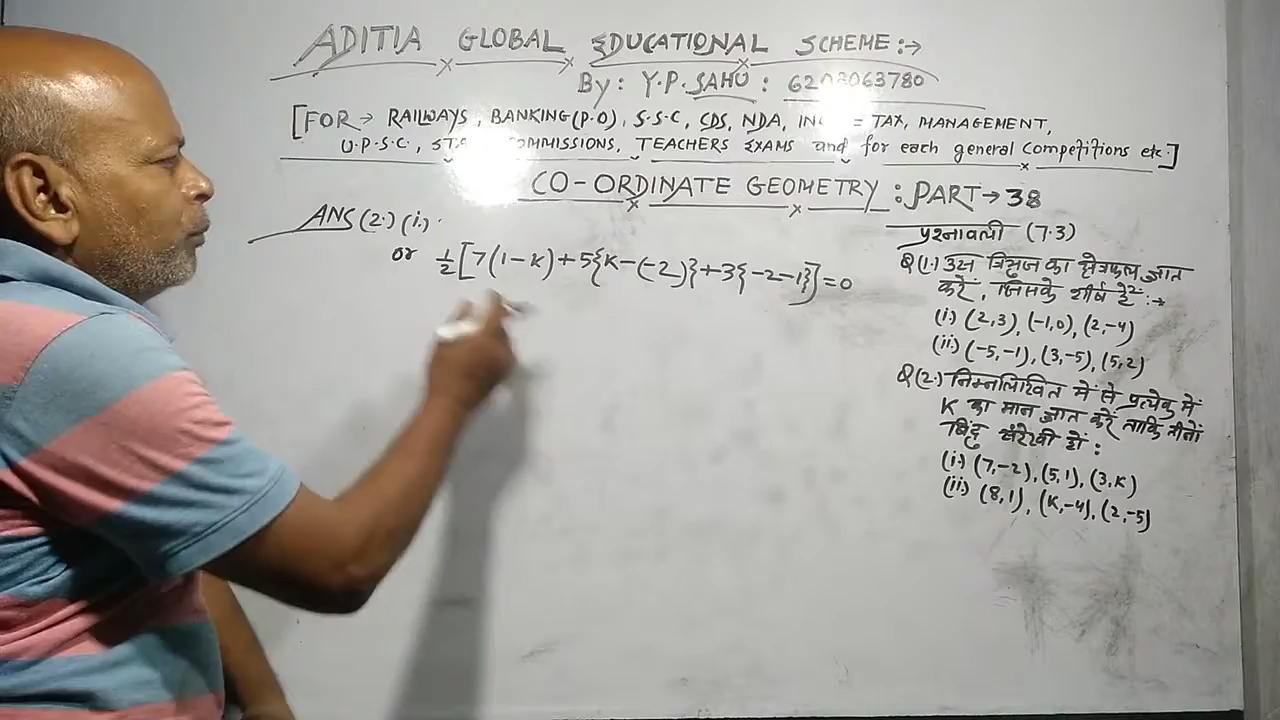 ADITIA GLOBAL EDUCATIONAL SCHEME:→
By: Y.P. SAHU : 6203063780
[FOR → RAILWAYS, BANKING(P.O), S.S.C, CDS, NDA, = TAX, MANAGEMENT,
U.P.S.C, TEACHERS EXAMS and for each general competitions etc]
CO-ORDINATE GEOMETRY : PART → 38
ANS (2.) (i.)
or ½[7(1-K)+5{K-(-2)}+3{-2-1}]=0
प्रश्नावली (7.3)
Q(1.) उस त्रिभुज का क्षेत्रफल ज्ञात
करें, जिसके शीर्ष हैं :→
(i.) (2,3), (-1,0), (2,-4)
(ii.) (-5,-1), (3,-5), (5,2)
Q(2.) निम्नलिखित में से प्रत्येक में
K का मान ज्ञात करें ताकि तीनों
बिंदु संरेखी हों :
(i.) (7,-2), (5,1), (3,K)
(ii.) (8,1), (K,-4), (2,-5)